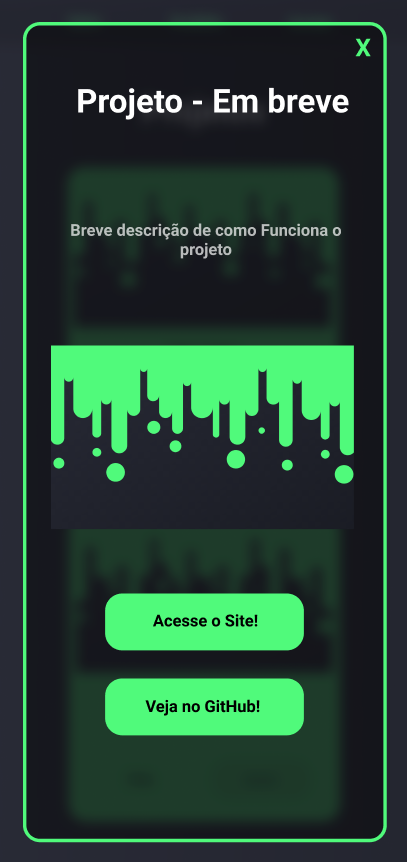 X
Projeto - Em breve
Breve descrição de como Funciona o
projeto
Acesse o Site!
Veja no GitHub!